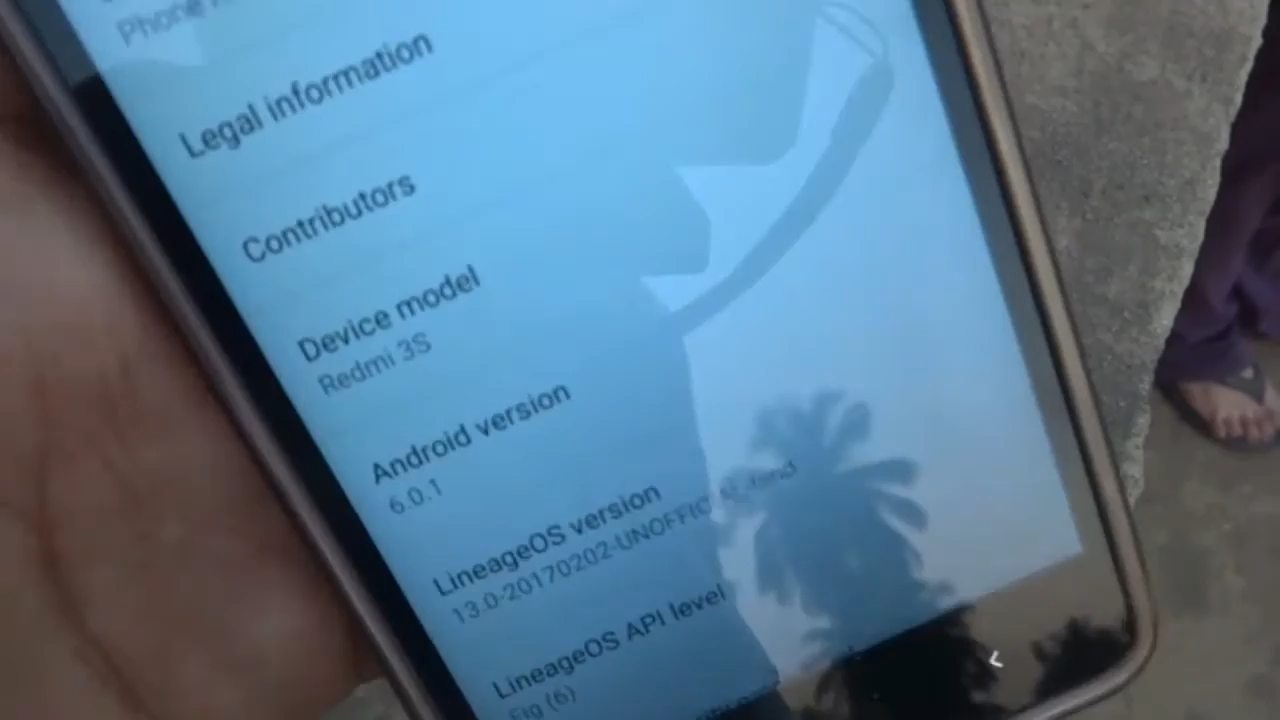 Phone
Legal information
Contributors
Device model
Redmi 3S
Android version
6.0.1
LineageOS version
13.0-20170202-UNOFFICIAL-land
LineageOS API level
Fig (6)